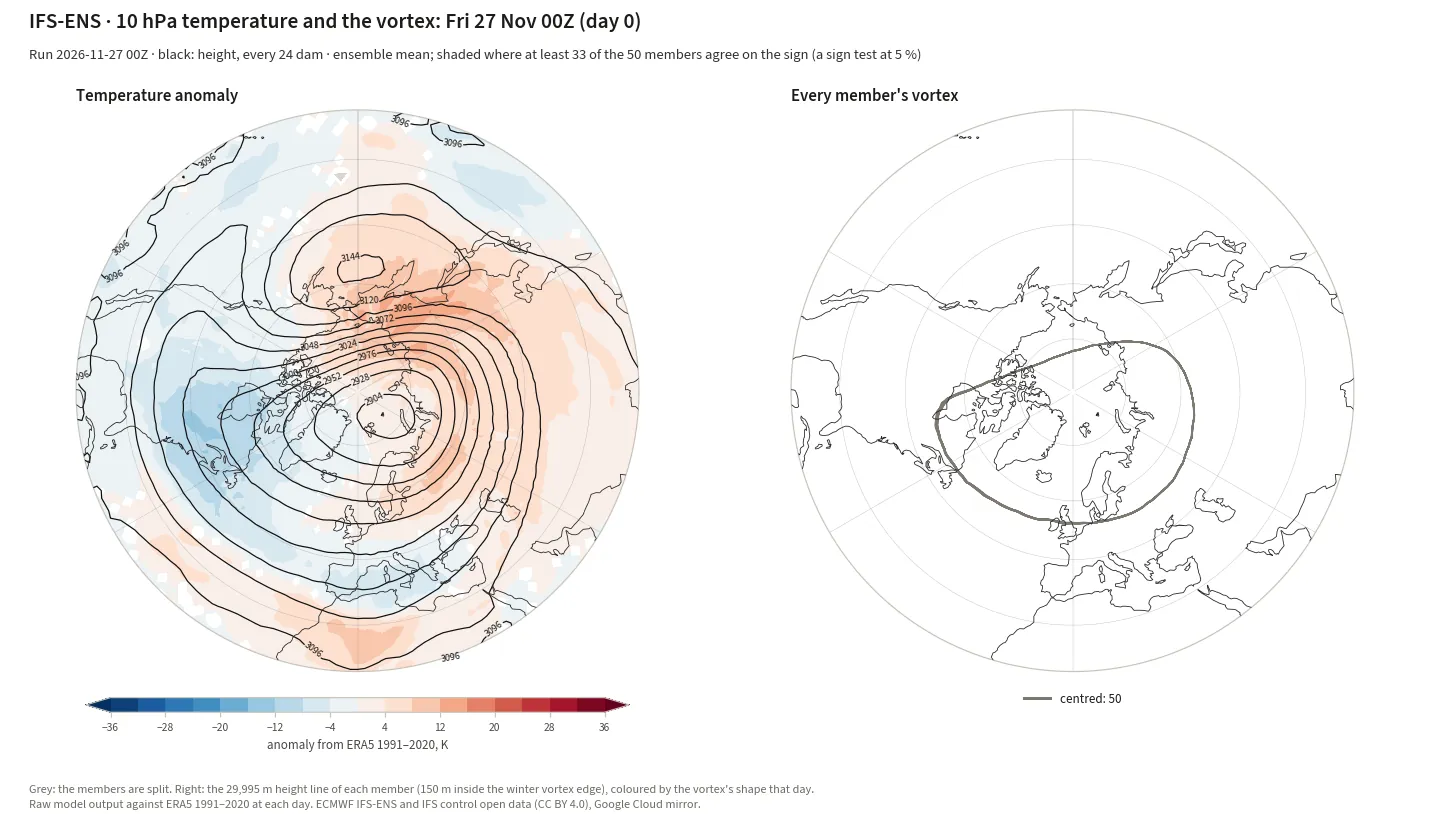 IFS-ENS · 10 hPa temperature and the vortex: Fri 27 Nov 00Z (day 0)
Run 2026-11-27 00Z · black: height, every 24 dam · ensemble mean; shaded where at least 33 of the 50 members agree on the sign (a sign test at 5 %)
Temperature anomaly
Every member's vortex
3096
3096
3096
3096
3096
3144
3120
3096
3072
3048
3024
2976
2952
2928
2904
3096
3096
3096
−36 −28 −20 −12 −4 4 12 20 28 36
anomaly from ERA5 1991–2020, K
centred: 50
Grey: the members are split. Right: the 29,995 m height line of each member (150 m inside the winter vortex edge), coloured by the vortex's shape that day.
Raw model output against ERA5 1991–2020 at each day. ECMWF IFS-ENS and IFS control open data (CC BY 4.0), Google Cloud mirror.